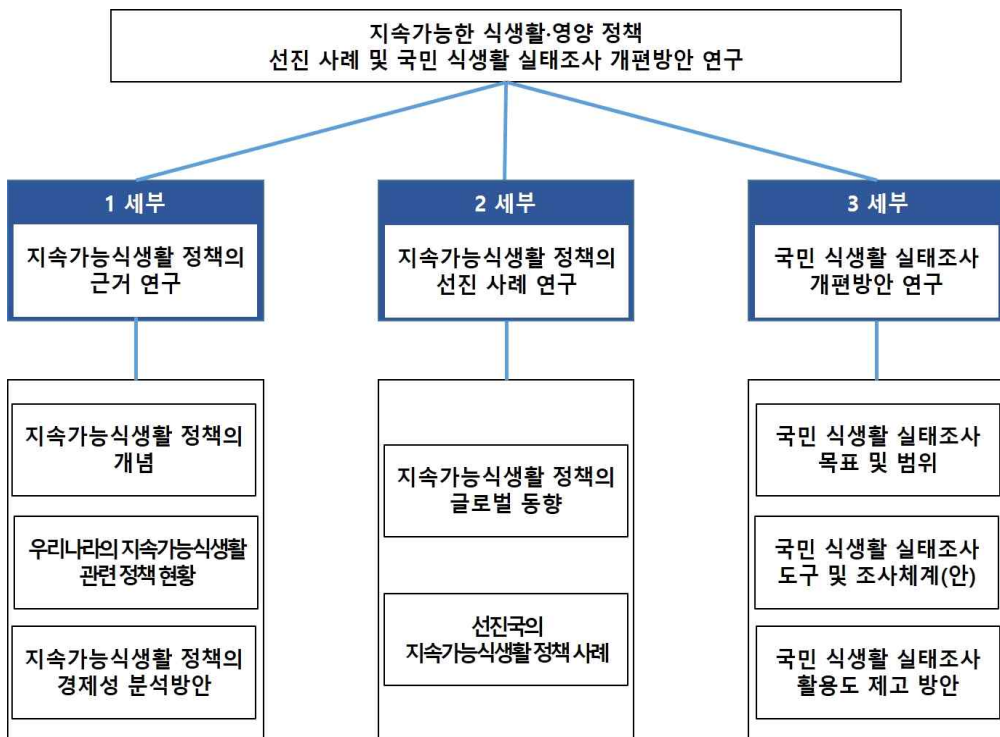 지속가능한 식생활·영양 정책
선진 사례 및 국민 식생활 실태조사 개편방안 연구
1 세부
지속가능식생활 정책의
근거 연구
2 세부
지속가능식생활 정책의
선진 사례 연구
3 세부
국민 식생활 실태조사
개편방안 연구
지속가능식생활 정책의
개념
우리나라의 지속가능식생활
관련 정책 현황
지속가능식생활 정책의
경제성 분석방안
지속가능식생활 정책의
글로벌 동향
선진국의
지속가능식생활 정책 사례
국민 식생활 실태조사
목표 및 범위
국민 식생활 실태조사
도구 및 조사체계(안)
국민 식생활 실태조사
활용도 제고 방안